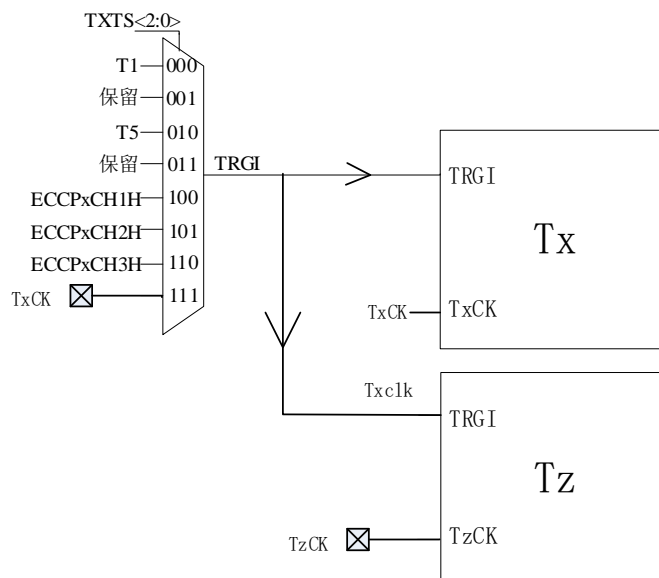 TXTS<2:0>
T1 000
保留 001
T5 010
保留 011
ECCPxCH1H 100
ECCPxCH2H 101
ECCPxCH3H 110
TxCK 111
TRGI
TRGI
Tx
TxCK TxCK
Txclk
TRGI
Tz
TzCK TzCK